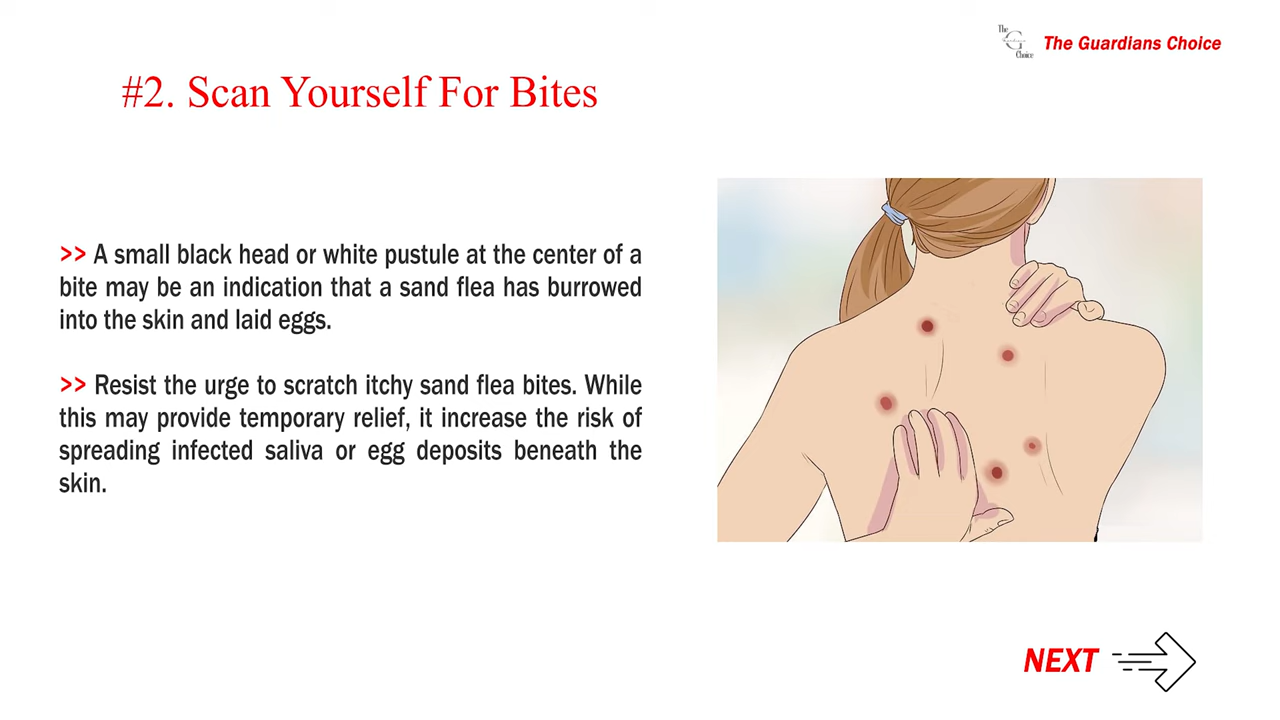 The
G
Choice
The Guardians Choice
#2. Scan Yourself For Bites
>> A small black head or white pustule at the center of a
bite may be an indication that a sand flea has burrowed
into the skin and laid eggs.
>> Resist the urge to scratch itchy sand flea bites. While
this may provide temporary relief, it increase the risk of
spreading infected saliva or egg deposits beneath the
skin.
NEXT